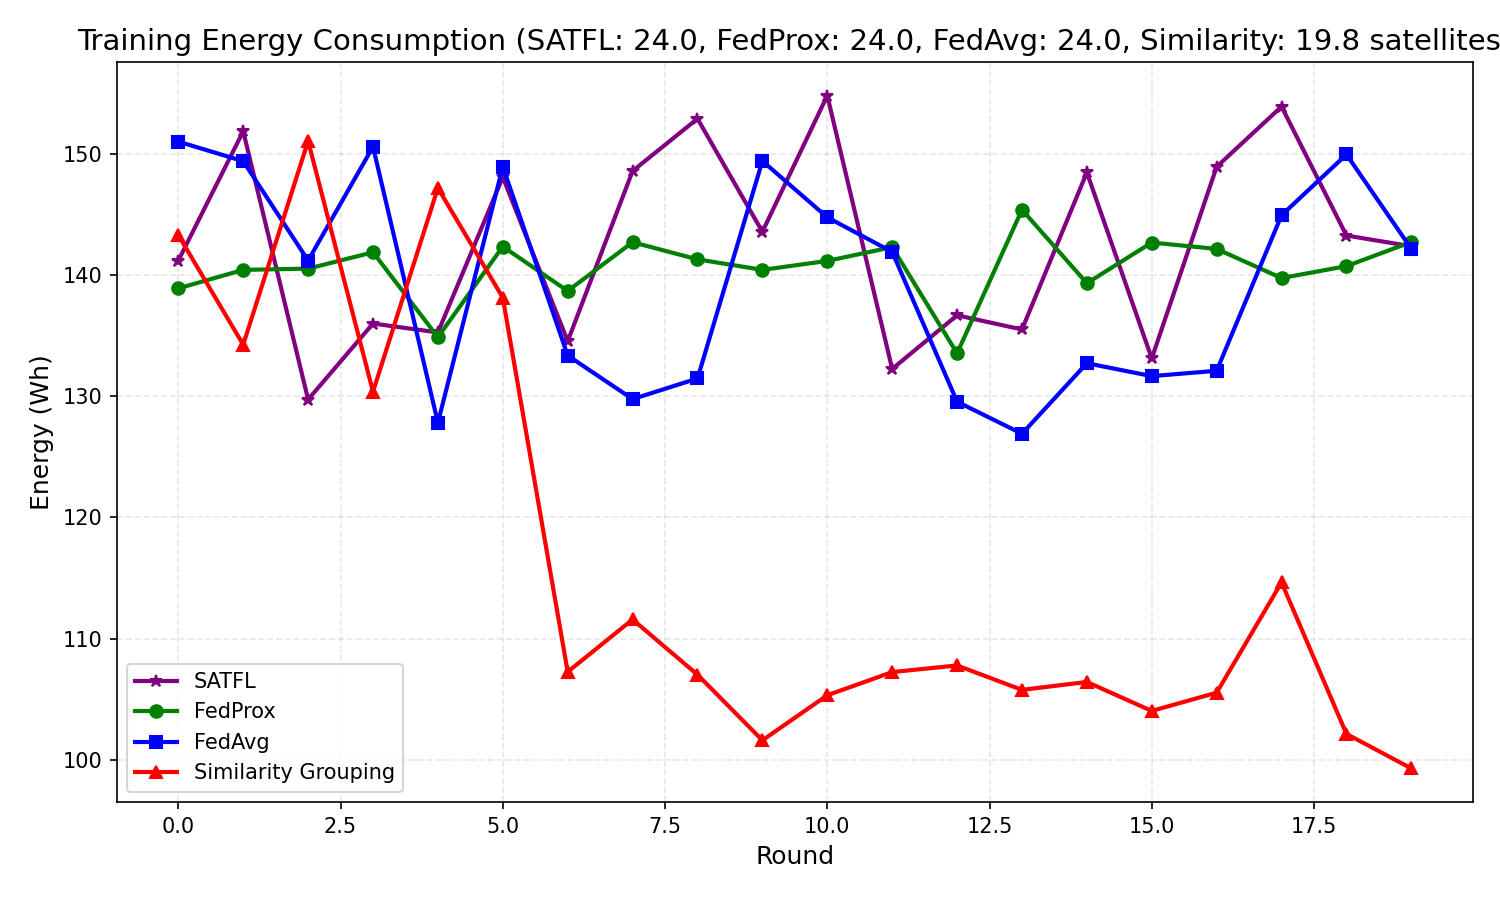 Training Energy Consumption (SATFL: 24.0, FedProx: 24.0, FedAvg: 24.0, Similarity: 19.8 satellites
Energy (Wh)
150
140
130
120
110
100
SATFL
FedProx
FedAvg
Similarity Grouping
0.0 2.5 5.0 7.5 10.0 12.5 15.0 17.5
Round